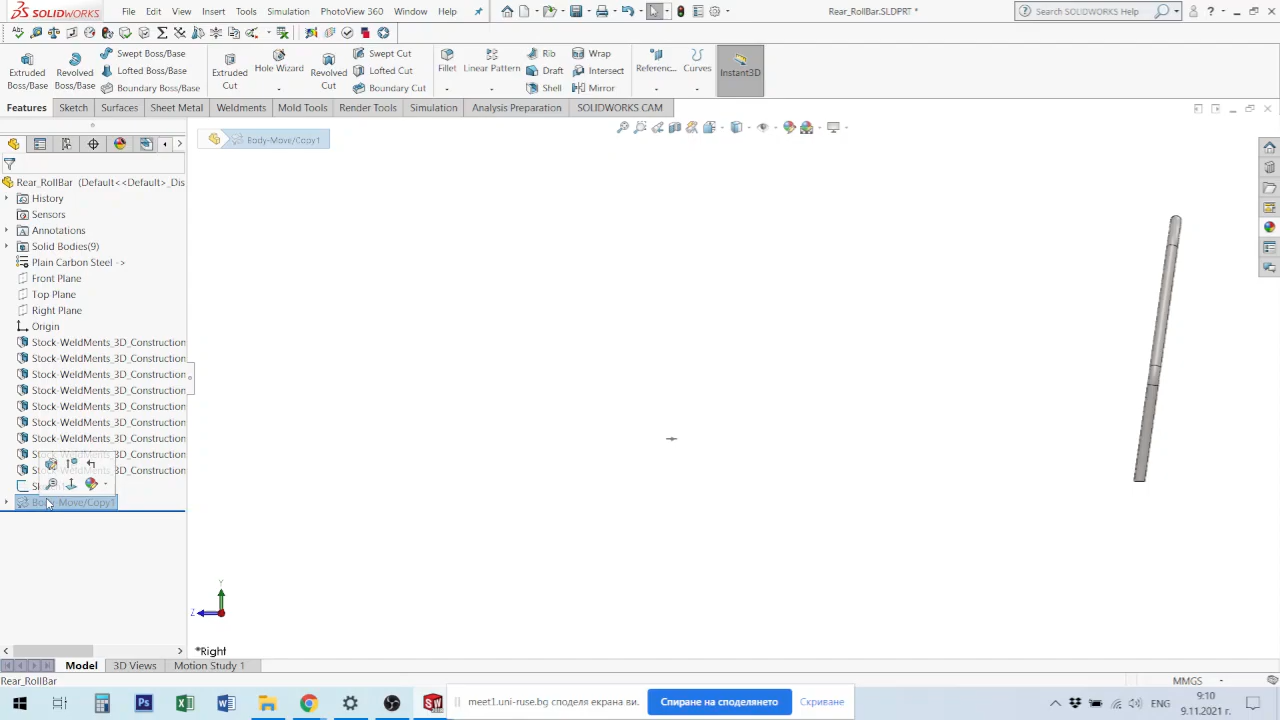 SOLIDWORKS
File Edit View Insert Tools Simulation PhotoView 360 Window Help
Rear_RollBar.SLDPRT *
Search SOLIDWORKS Help
Extruded Boss/Base
Revolved Boss/Base
Swept Boss/Base
Lofted Boss/Base
Boundary Boss/Base
Extruded Cut
Hole Wizard
Revolved Cut
Swept Cut
Lofted Cut
Boundary Cut
Fillet
Linear Pattern
Rib
Draft
Shell
Wrap
Intersect
Mirror
Referenc...
Curves
Instant3D
Features Sketch Surfaces Sheet Metal Weldments Mold Tools Render Tools Simulation Analysis Preparation SOLIDWORKS CAM
Body-Move/Copy1
Rear_RollBar (Default<<Default>_Dis
History
Sensors
Annotations
Solid Bodies(9)
Plain Carbon Steel ->
Front Plane
Top Plane
Right Plane
Origin
Stock-WeldMents_3D_Construction
Stock-WeldMents_3D_Construction
Stock-WeldMents_3D_Construction
Stock-WeldMents_3D_Construction
Stock-WeldMents_3D_Construction
Stock-WeldMents_3D_Construction
Stock-WeldMents_3D_Construction
Stock-WeldMents_3D_Construction
Stock-WeldMents_3D_Construction
Body-Move/Copy1
Y
Z
*Right
Model 3D Views Motion Study 1
Rear_RollBar
MMGS
meet1.uni-ruse.bg споделя екрана ви.
Спиране на споделянето
Скриване
ENG
9:10
9.11.2021 г.